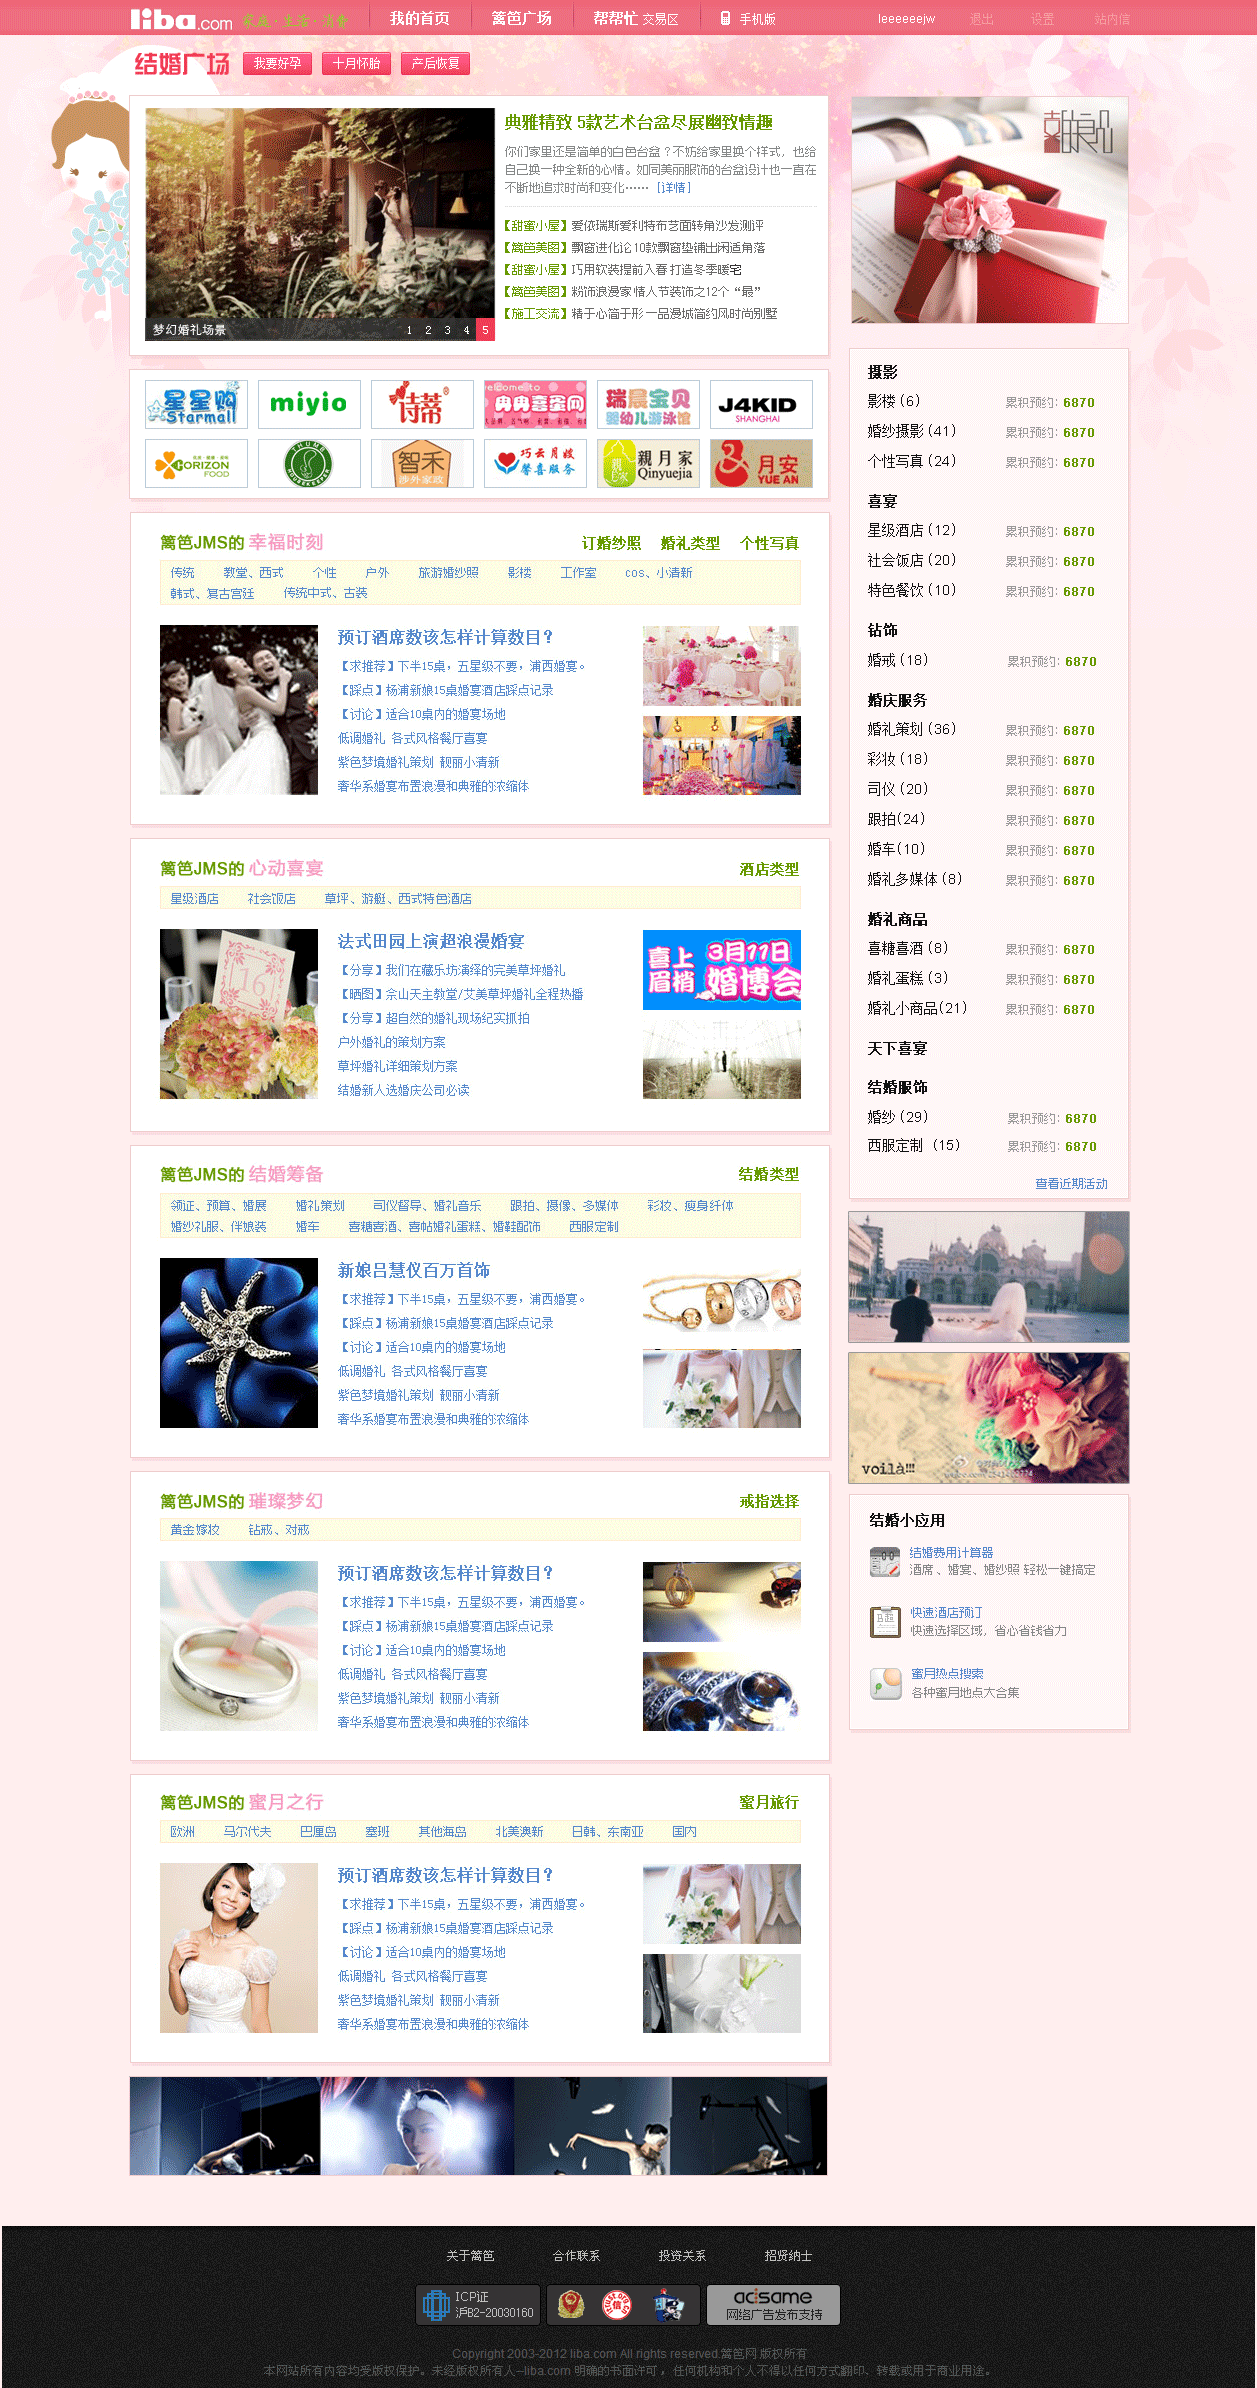 liba.com 家庭·生活·消费
我的首页
篱笆广场
帮帮忙 交易区
手机版
leeeeeejw
退出
设置
站内信
结婚广场
我要好孕
十月怀胎
产后恢复
典雅精致 5款艺术台盆尽展幽致情趣
你们家里还是简单的白色台盆？不妨给家里换个样式，也给
自己换一种全新的心情。如同美丽服饰的台盆设计也一直在
不断地追求时尚和变化…… [详情]
【甜蜜小屋】爱依瑞斯爱利特布艺面转角沙发测评
【篱笆美图】飘窗进化论10款飘窗垫铺出闲适角落
【甜蜜小屋】巧用软装提前入春 打造冬季暖宅
【篱笆美图】粉饰浪漫家 情人节装饰之12个“最”
【施工交流】精于心简于形 一品漫城简约风时尚别墅
梦幻婚礼场景
1 2 3 4 5
星星购
Starmall
miyio
诗蒂
elcome to
冉冉喜蛋网
瑞晨宝贝
婴幼儿游泳馆
J4KID
SHANGHAI
CORIZON
FOOD
智禾
涉外家政
巧云月嫂
馨喜服务
親月家
Qinyuejia
月安
YUE AN
篱笆JMS的 幸福时刻
订婚纱照 婚礼类型 个性写真
传统 教堂、西式 个性 户外 旅游婚纱照 影楼 工作室 cos、小清新
韩式、复古宫廷 传统中式、古装
预订酒席数该怎样计算数目？
【求推荐】下半15桌，五星级不要，浦西婚宴。
【踩点】杨浦新娘15桌婚宴酒店踩点记录
【讨论】适合10桌内的婚宴场地
低调婚礼 各式风格餐厅喜宴
紫色梦境婚礼策划 靓丽小清新
奢华系婚宴布置浪漫和典雅的浓缩体
篱笆JMS的 心动喜宴
酒店类型
星级酒店 社会饭店 草坪、游艇、西式特色酒店
法式田园上演超浪漫婚宴
【分享】我们在藏乐坊演绎的完美草坪婚礼
【晒图】佘山天主教堂/艾美草坪婚礼全程热播
【分享】超自然的婚礼现场纪实抓拍
户外婚礼的策划方案
草坪婚礼详细策划方案
结婚新人选婚庆公司必读
16
喜上
眉梢
3月11日
婚博会
篱笆JMS的 结婚筹备
结婚类型
领证、预算、婚展 婚礼策划 司仪督导、婚礼音乐 跟拍、摄像、多媒体 彩妆、瘦身纤体
婚纱礼服、伴娘装 婚车 喜糖喜酒、喜帖婚礼蛋糕、婚鞋配饰 西服定制
新娘吕慧仪百万首饰
【求推荐】下半15桌，五星级不要，浦西婚宴。
【踩点】杨浦新娘15桌婚宴酒店踩点记录
【讨论】适合10桌内的婚宴场地
低调婚礼 各式风格餐厅喜宴
紫色梦境婚礼策划 靓丽小清新
奢华系婚宴布置浪漫和典雅的浓缩体
篱笆JMS的 璀璨梦幻
戒指选择
黄金嫁妆 钻戒、对戒
预订酒席数该怎样计算数目？
【求推荐】下半15桌，五星级不要，浦西婚宴。
【踩点】杨浦新娘15桌婚宴酒店踩点记录
【讨论】适合10桌内的婚宴场地
低调婚礼 各式风格餐厅喜宴
紫色梦境婚礼策划 靓丽小清新
奢华系婚宴布置浪漫和典雅的浓缩体
篱笆JMS的 蜜月之行
蜜月旅行
欧洲 马尔代夫 巴厘岛 塞班 其他海岛 北美澳新 日韩、东南亚 国内
预订酒席数该怎样计算数目？
【求推荐】下半15桌，五星级不要，浦西婚宴。
【踩点】杨浦新娘15桌婚宴酒店踩点记录
【讨论】适合10桌内的婚宴场地
低调婚礼 各式风格餐厅喜宴
紫色梦境婚礼策划 靓丽小清新
奢华系婚宴布置浪漫和典雅的浓缩体
摄影
影楼 (6) 累积预约: 6870
婚纱摄影 (41) 累积预约: 6870
个性写真 (24) 累积预约: 6870
喜宴
星级酒店 (12) 累积预约: 6870
社会饭店 (20) 累积预约: 6870
特色餐饮 (10) 累积预约: 6870
钻饰
婚戒 (18) 累积预约: 6870
婚庆服务
婚礼策划 (36) 累积预约: 6870
彩妆 (18) 累积预约: 6870
司仪 (20) 累积预约: 6870
跟拍(24) 累积预约: 6870
婚车(10) 累积预约: 6870
婚礼多媒体 (8) 累积预约: 6870
婚礼商品
喜糖喜酒 (8) 累积预约: 6870
婚礼蛋糕 (3) 累积预约: 6870
婚礼小商品(21) 累积预约: 6870
天下喜宴
结婚服饰
婚纱 (29) 累积预约: 6870
西服定制 (15) 累积预约: 6870
查看近期活动
voilà!!!
结婚小应用
结婚费用计算器
酒席、婚宴、婚纱照 轻松一键搞定
快速酒店预订
快速选择区域，省心省钱省力
蜜月热点搜索
各种蜜月地点大合集
关于篱笆 合作联系 投资关系 招贤纳士
ICP证
沪B2-20030160
acisame
网络广告发布支持
Copyright 2003-2012 liba.com All rights reserved.篱笆网 版权所有
本网站所有内容均受版权保护。未经版权所有人--liba.com 明确的书面许可，任何机构和个人不得以任何方式翻印、转载或用于商业用途。